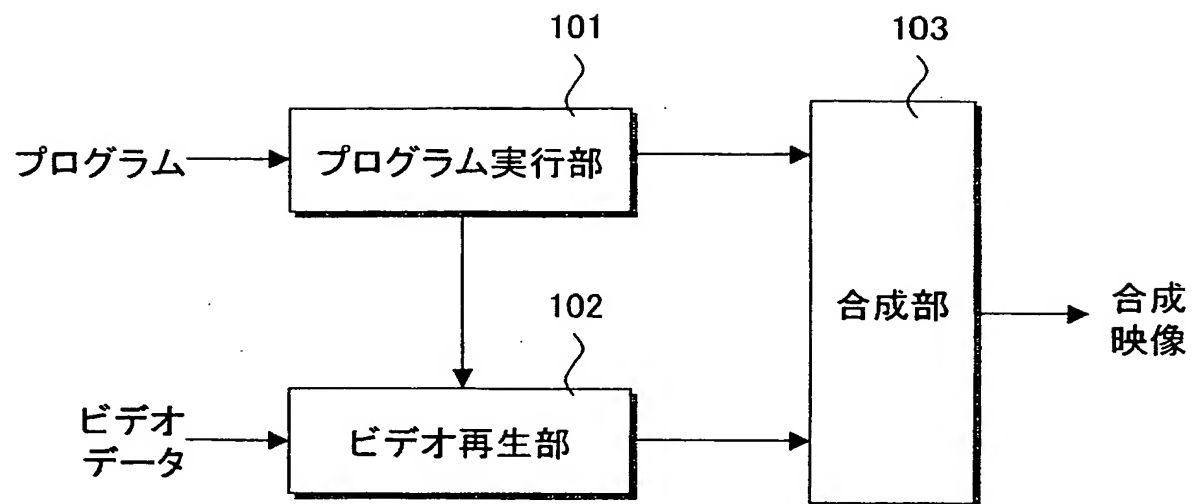 101
103
プログラム
プログラム実行部
102
合成部
合成
映像
ビデオ
データ
ビデオ再生部